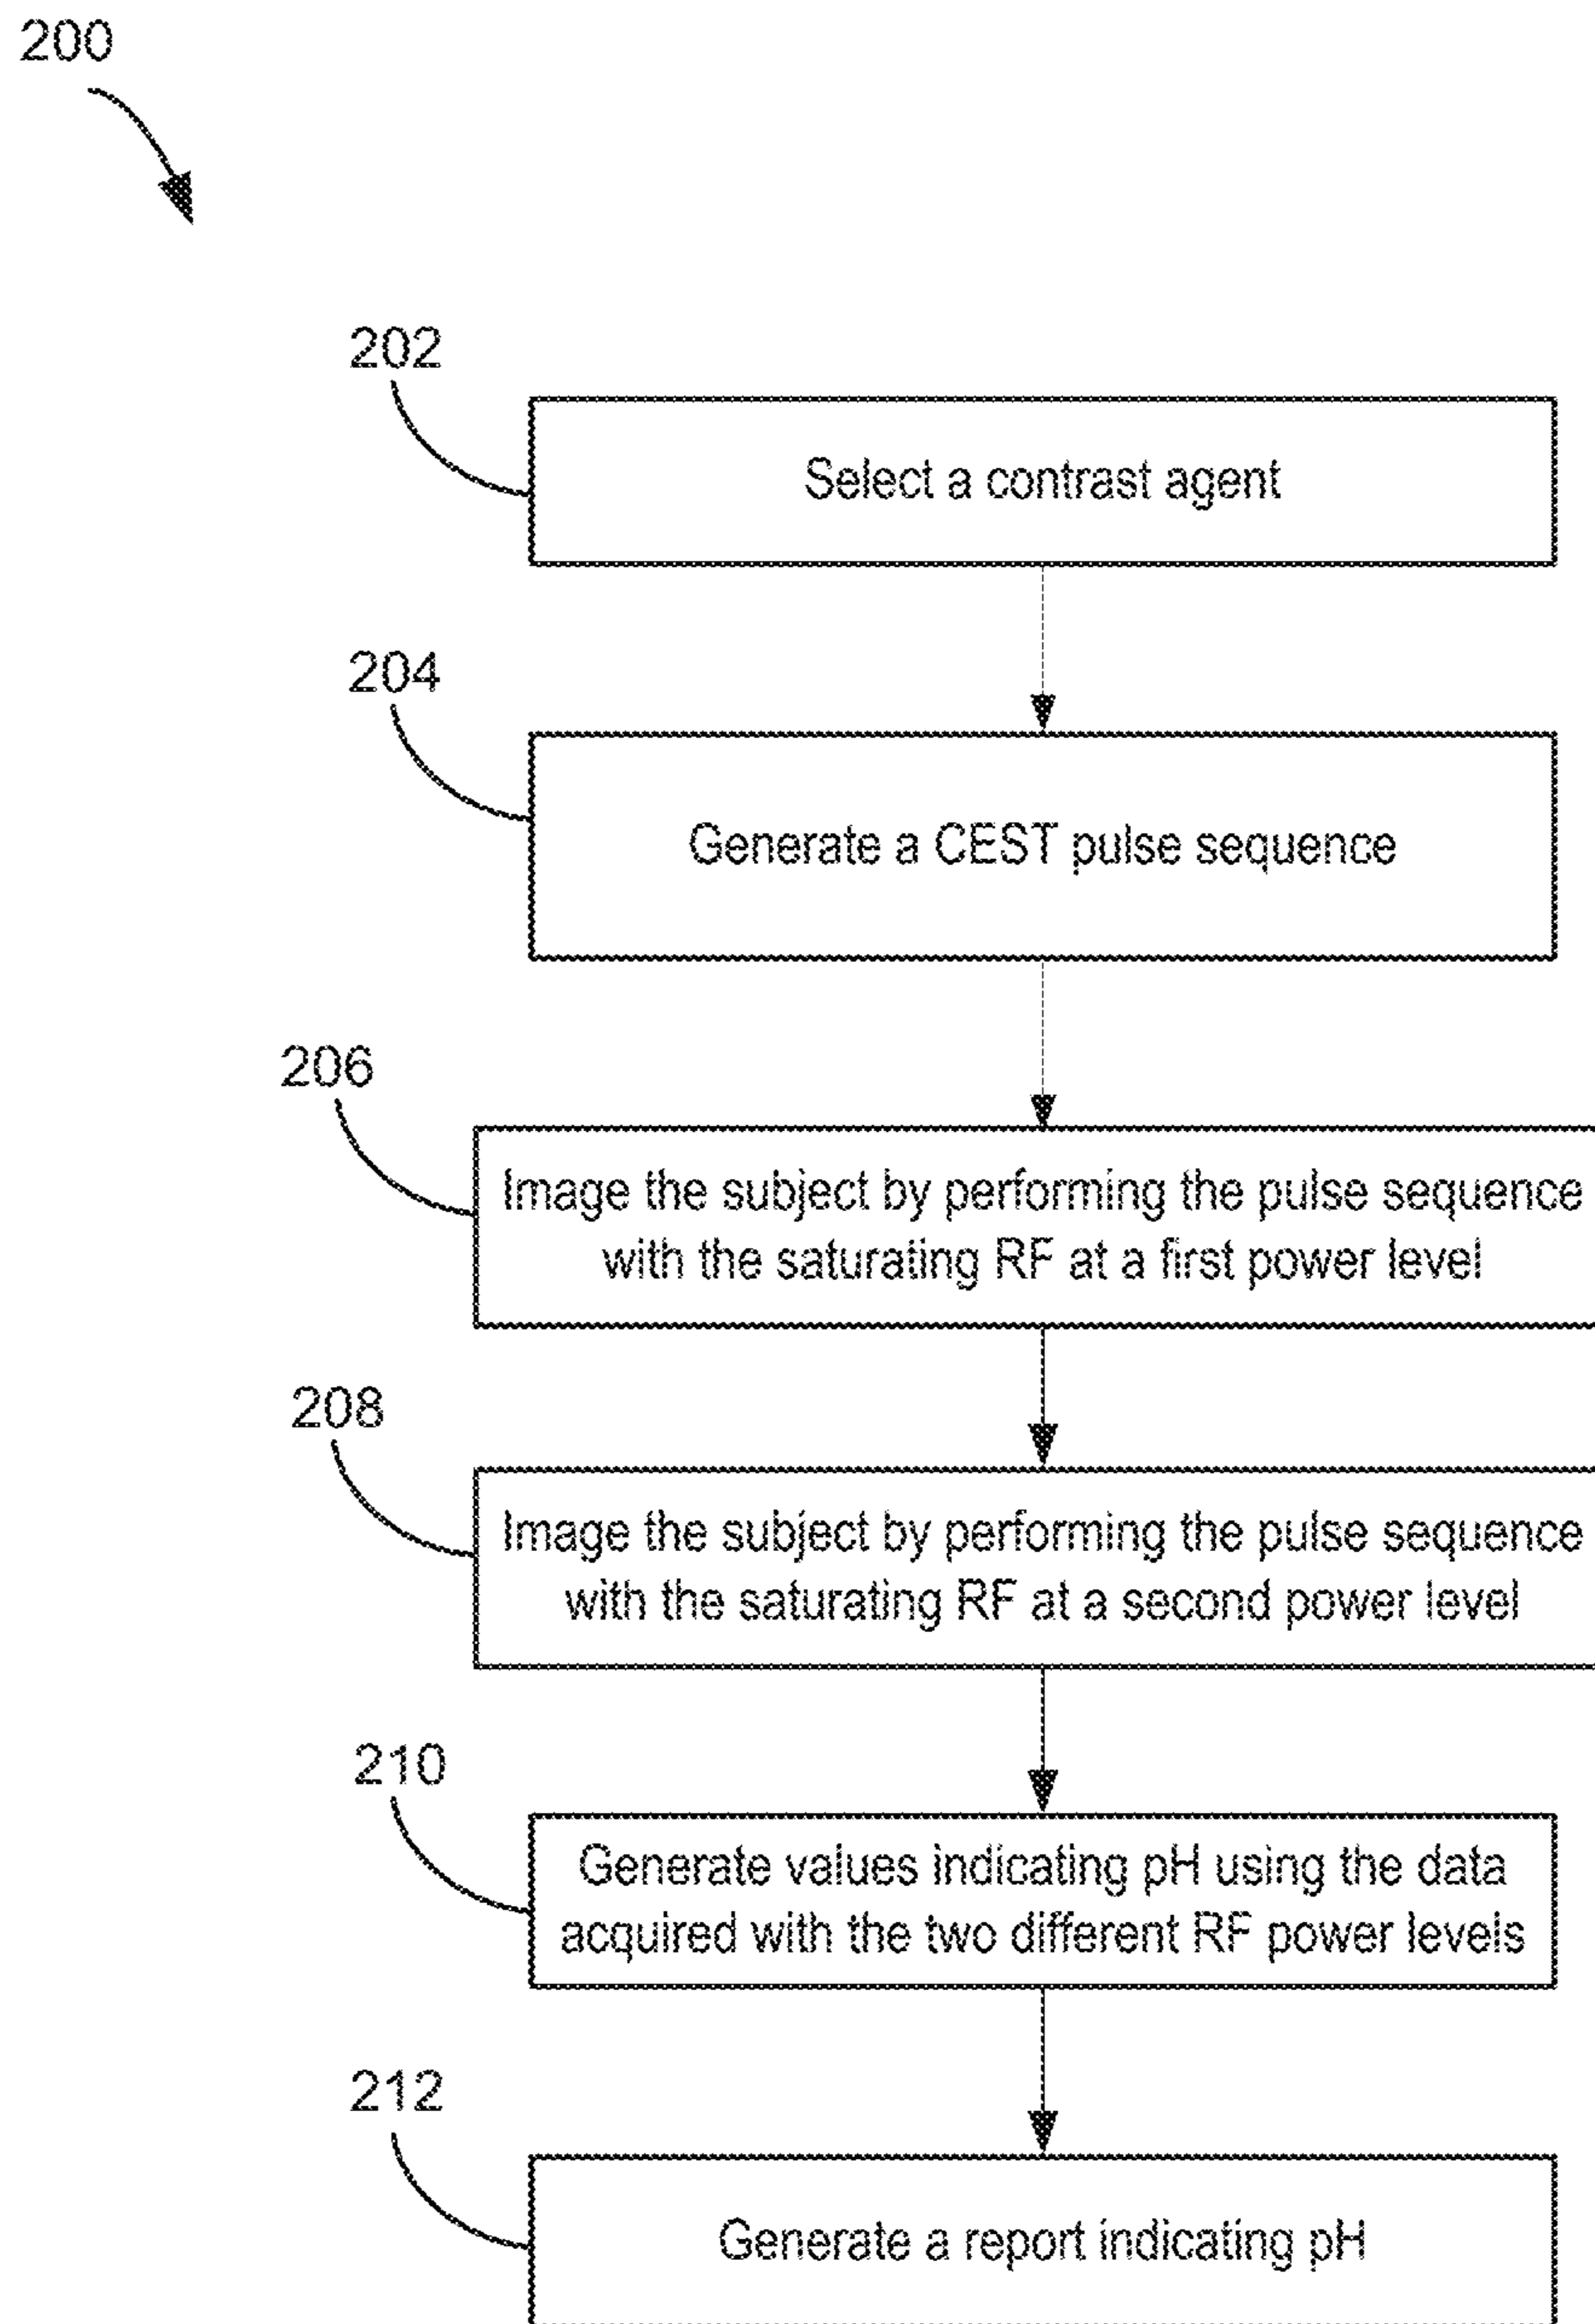 200
202
Select a contrast agent
204
Generate a CEST pulse sequence
206
Image the subject by performing the pulse sequence
with the saturating RF at a first power level
208
Image the subject by performing the pulse sequence
with the saturating RF at a second power level
210
Generate values indicating pH using the data
acquired with the two different RF power levels
212
Generate a report indicating pH